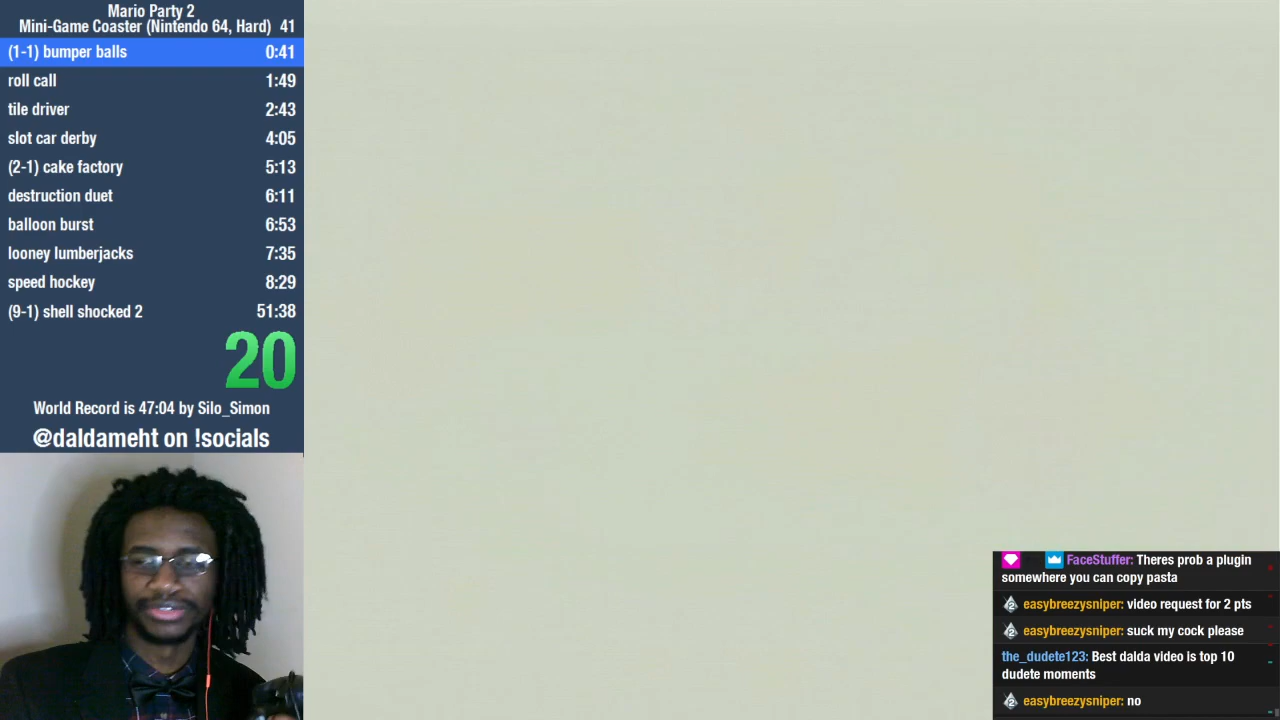 Mario Party 2
Mini-Game Coaster (Nintendo 64, Hard) 41
(1-1) bumper balls 0:41
roll call 1:49
tile driver 2:43
slot car derby 4:05
(2-1) cake factory 5:13
destruction duet 6:11
balloon burst 6:53
looney lumberjacks 7:35
speed hockey 8:29
(9-1) shell shocked 2 51:38
20
World Record is 47:04 by Silo_Simon
@daldameht on !socials
FaceStuffer: Theres prob a plugin
somewhere you can copy pasta
2 easybreezysniper: video request for 2 pts
2 easybreezysniper: suck my cock please
the_dudete123: Best dalda video is top 10
dudete moments
2 easybreezysniper: no